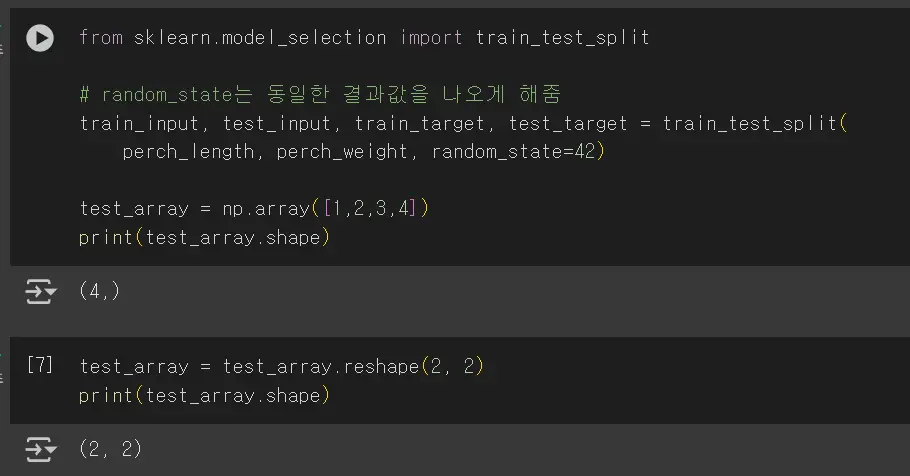 from sklearn.model_selection import train_test_split
# random_state는 동일한 결과값을 나오게 해줌
train_input, test_input, train_target, test_target = train_test_split(
perch_length, perch_weight, random_state=42)
test_array = np.array([1,2,3,4])
print(test_array.shape)
(4,)
[7] test_array = test_array.reshape(2, 2)
print(test_array.shape)
(2, 2)